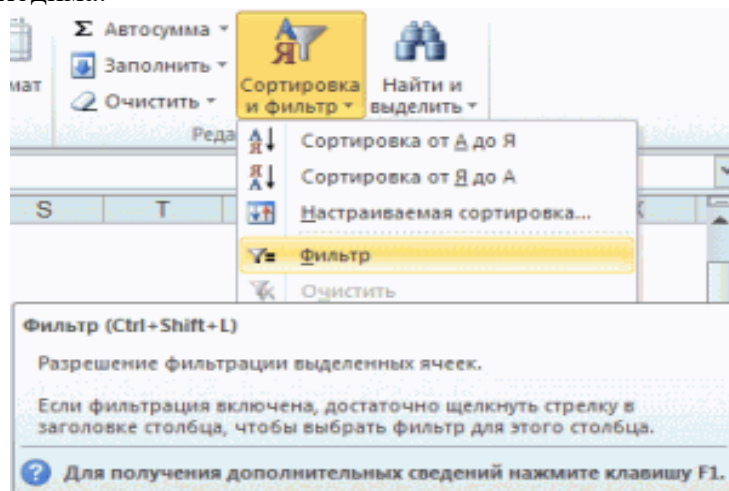 Σ Автосумма
Заполнить
Очистить
Сортировка и фильтр
Найти и выделить
мат
Реда
Сортировка от А до Я
Сортировка от Я до А
Настраиваемая сортировка...
S T
Фильтр
Очистить
Фильтр (Ctrl+Shift+L)
Разрешение фильтрации выделенных ячеек.
Если фильтрация включена, достаточно щелкнуть стрелку в
заголовке столбца, чтобы выбрать фильтр для этого столбца.
Для получения дополнительных сведений нажмите клавишу F1.